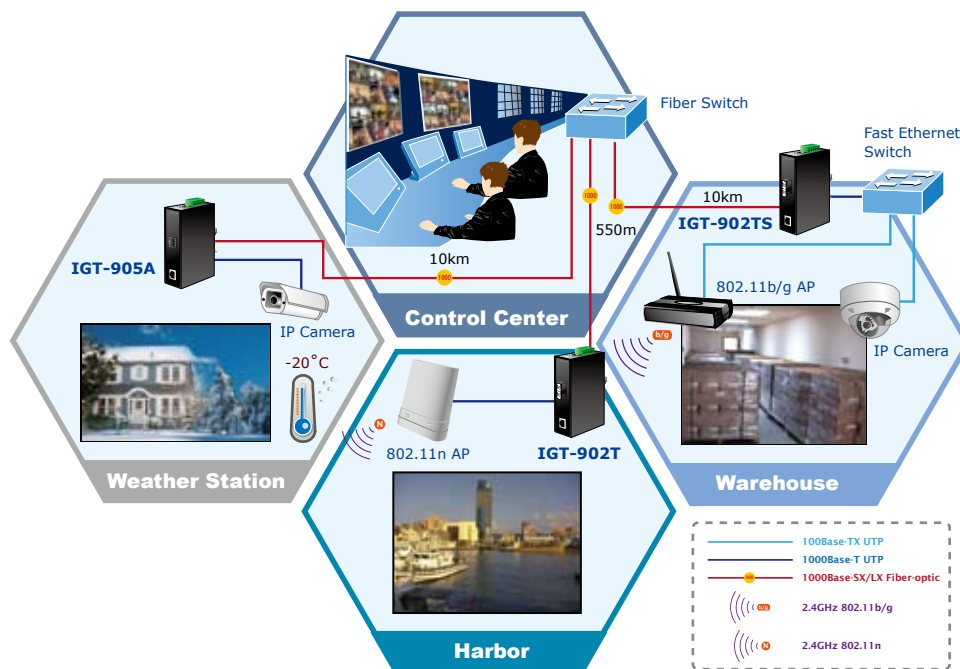 Fiber Switch
Fast Ethernet
Switch
10km
IGT-902TS
1000
1000
550m
IGT-905A
10km
1000
802.11b/g AP
IP Camera
Control Center
b/g
IP Camera
-20°C
N
802.11n AP
IGT-902T
Weather Station
Warehouse
Harbor
100Base-TX UTP
1000Base-T UTP
1000
1000Base-SX/LX Fiber-optic
b/g
2.4GHz 802.11b/g
N
2.4GHz 802.11n